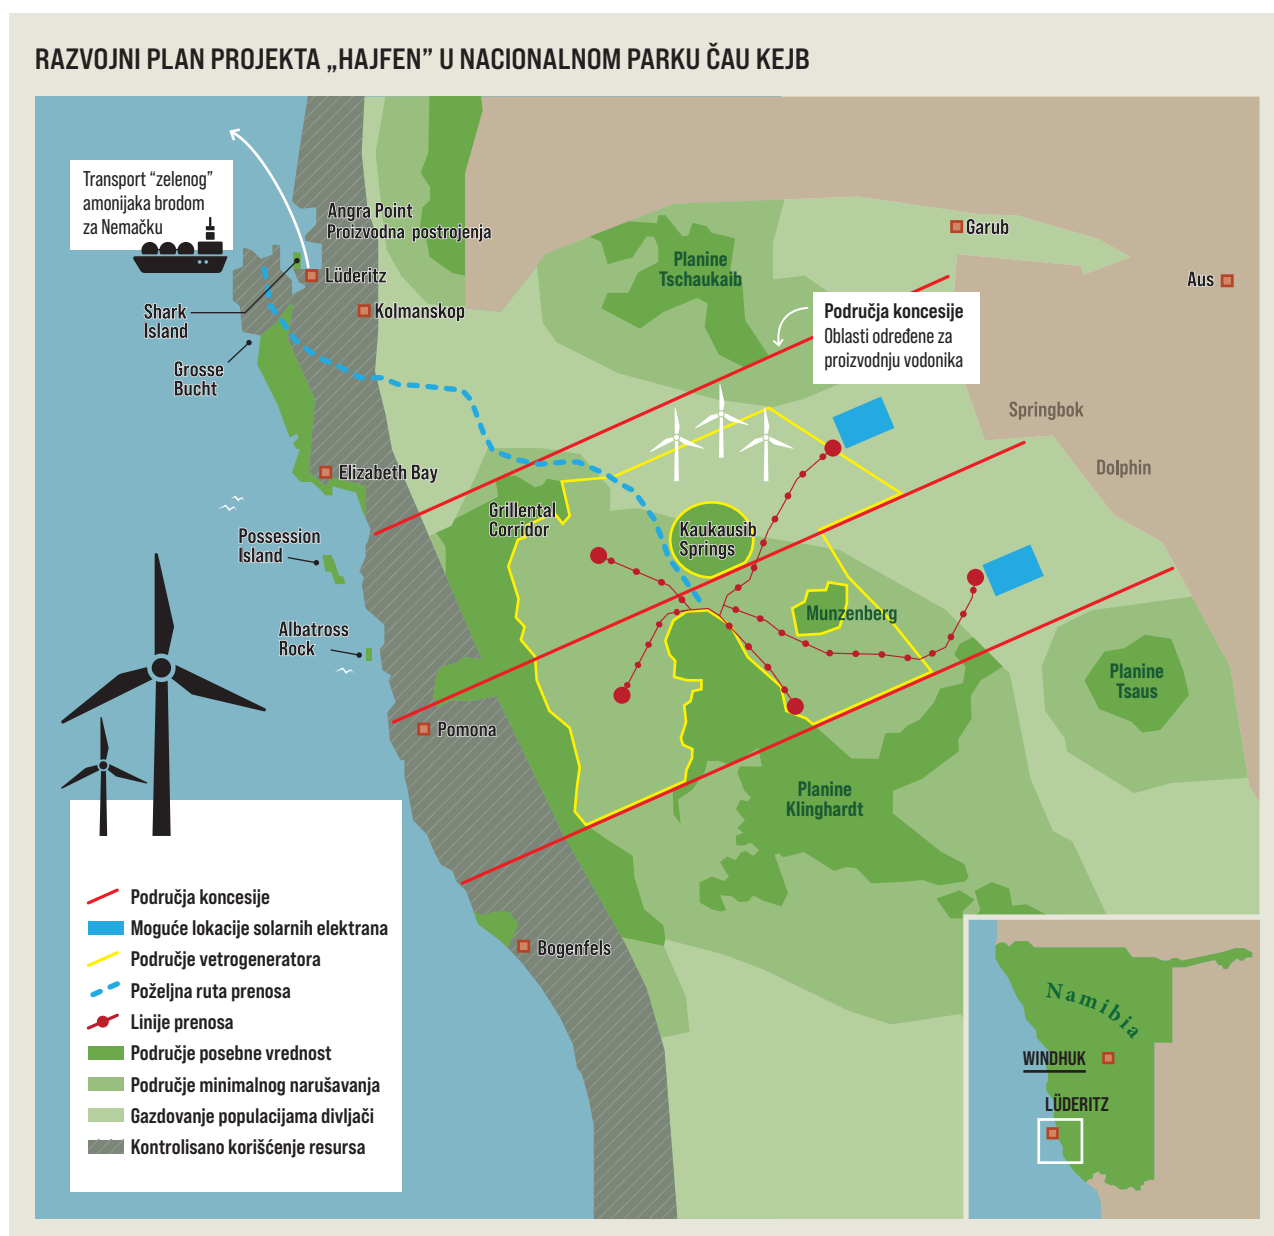 RAZVOJNI PLAN PROJEKTA „HAJFEN” U NACIONALNOM PARKU ČAU KEJB
Transport “zelenog”
amonijaka brodom
za Nemačku
Angra Point
Proizvodna postrojenja
Lüderitz
Kolmanskop
Shark
Island
Grosse
Bucht
Elizabeth Bay
Possession
Island
Albatross
Rock
Pomona
Bogenfels
Planine
Tschaukaib
Garub
Aus
Područja koncesije
Oblasti određene za
proizvodnju vodonika
Springbok
Dolphin
Grillental
Corridor
Kaukausib
Springs
Munzenberg
Planine
Tsaus
Planine
Klinghardt
Područja koncesije
Moguće lokacije solarnih elektrana
Područje vetrogeneratora
Poželjna ruta prenosa
Linije prenosa
Područje posebne vrednost
Područje minimalnog narušavanja
Gazdovanje populacijama divljači
Kontrolisano korišćenje resursa
Namibia
WINDHUK
LÜDERITZ